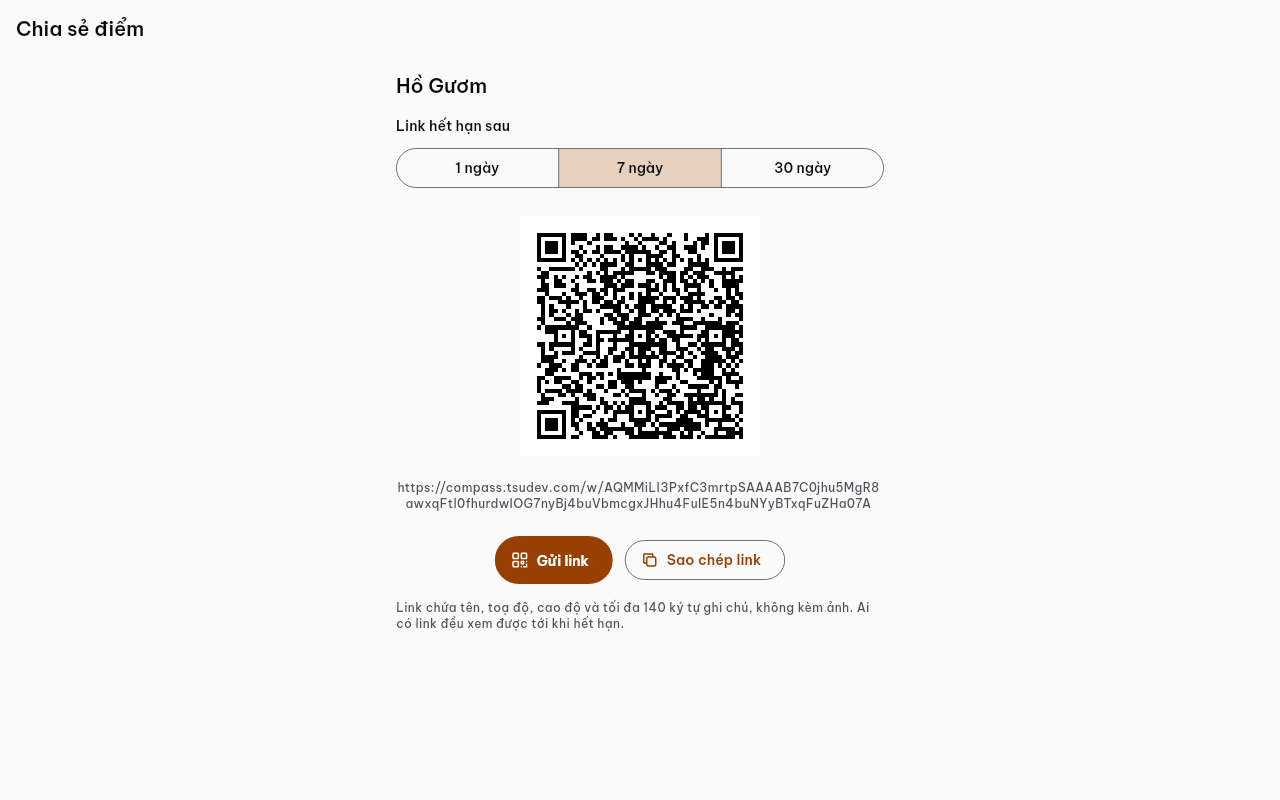 Chia sẻ điểm
Hồ Gươm
Link hết hạn sau
1 ngày
7 ngày
30 ngày
https://compass.tsudev.com/w/AQMMiLI3PxfC3mrtpSAAAAB7C0jhu5MgR8
awxqFtI0fhurdwIOG7nyBj4buVbmcgxJHhu4FuIE5n4buNYyBTxqFuZHa07A
Gửi link
Sao chép link
Link chứa tên, toạ độ, cao độ và tối đa 140 ký tự ghi chú, không kèm ảnh. Ai
có link đều xem được tới khi hết hạn.